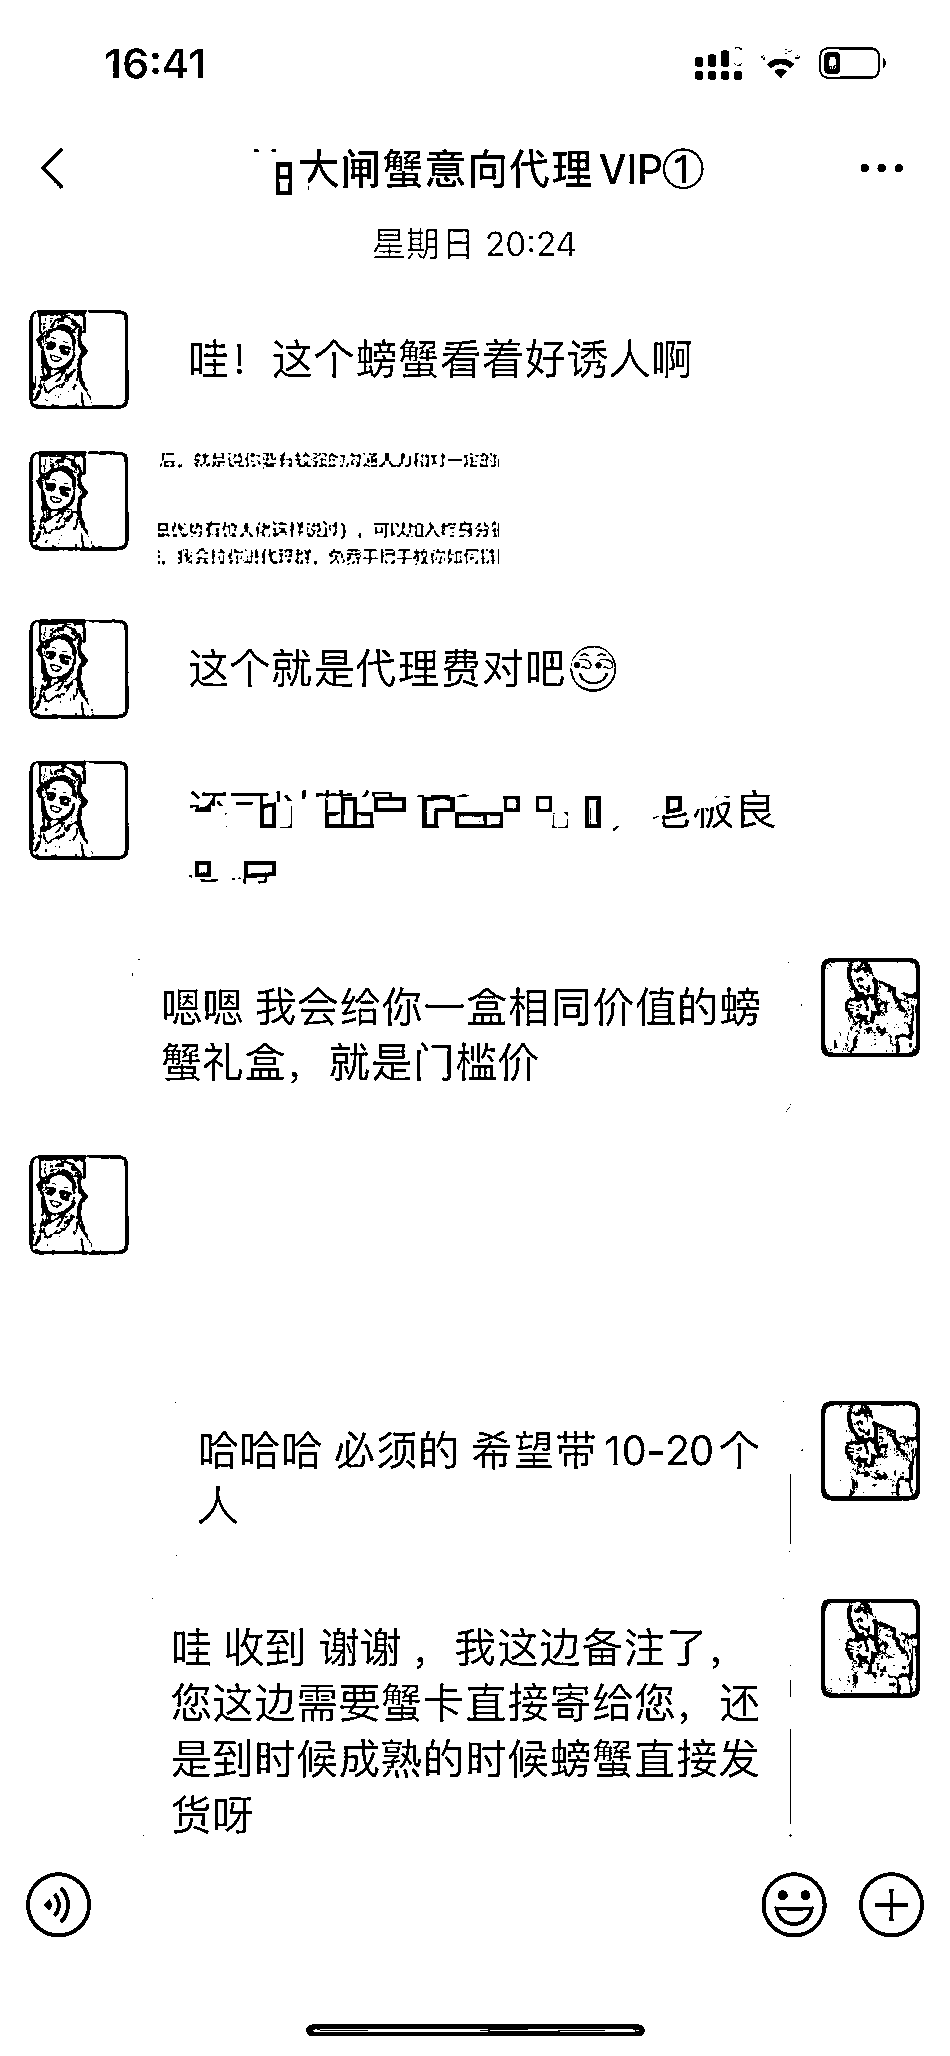 16:41
大闸蟹意向代理VIP①
星期日 20:24
哇！这个螃蟹看着好诱人啊
这个就是代理费对吧
良
嗯嗯 我会给你一盒相同价值的螃
蟹礼盒，就是门槛价
哈哈哈 必须的 希望带10-20个
人
哇 收到 谢谢 ，我这边备注了，
您这边需要蟹卡直接寄给您，还
是到时候成熟的时候螃蟹直接发
货呀